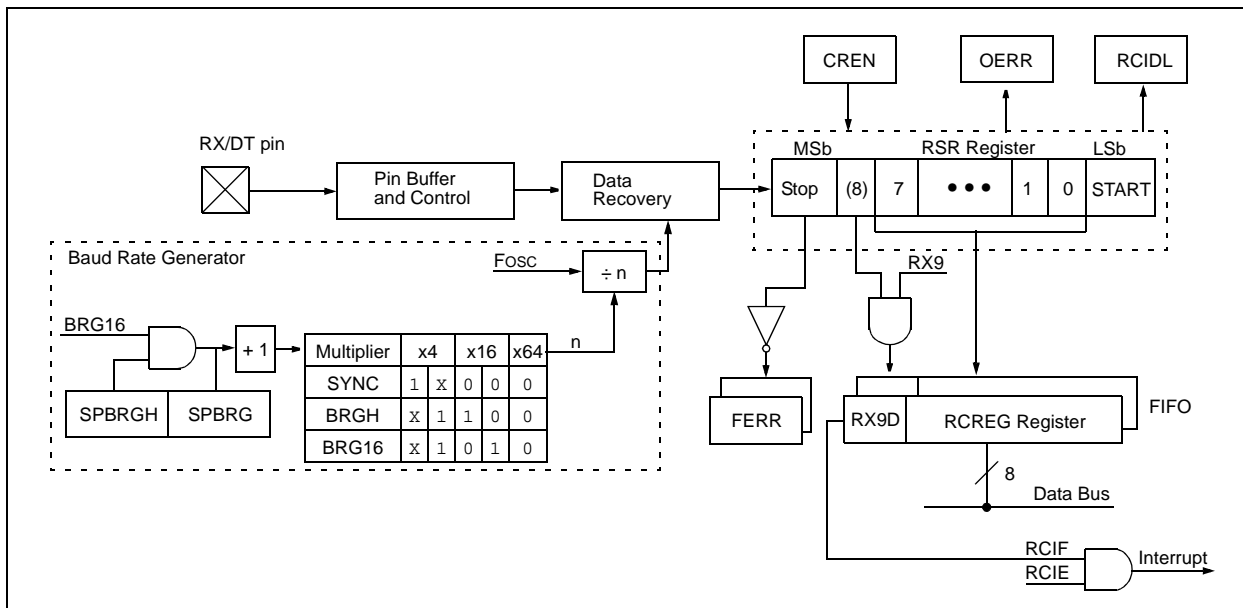 CREN OERR RCIDL
RX/DT pin
MSb RSR Register LSb
Pin Buffer
and Control
Data
Recovery
Stop (8) 7 ••• 1 0 START
Baud Rate Generator
FOSC
÷ n
RX9
BRG16
+ 1
n
Multiplier x4 x16 x64
SYNC 1 X 0 0 0
BRGH X 1 1 0 0
BRG16 X 1 0 1 0
SPBRGH SPBRG
FERR
RX9D RCREG Register
FIFO
8
Data Bus
RCIF
RCIE
Interrupt